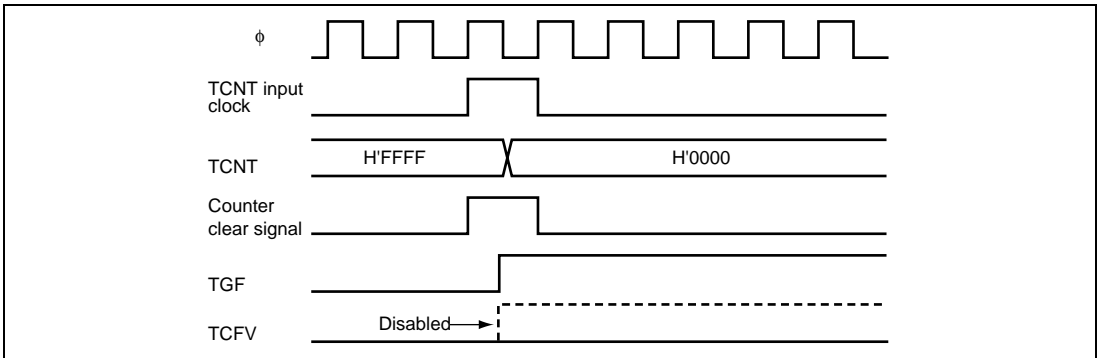 ϕ
TCNT input
clock
TCNT
H'FFFF
H'0000
Counter
clear signal
TGF
Disabled
TCFV